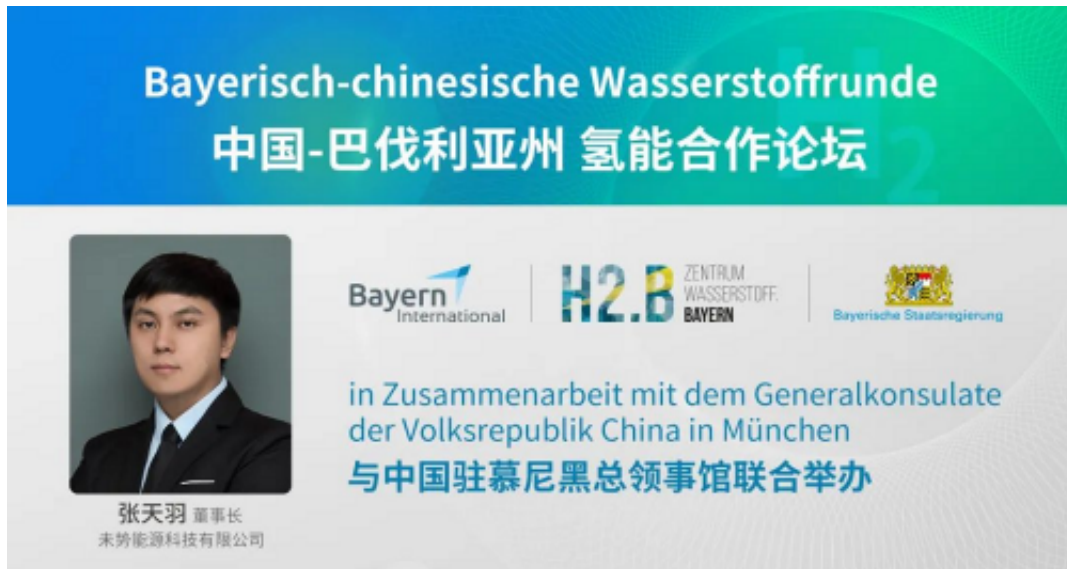 Bayerisch-chinesische Wasserstoffrunde
中国-巴伐利亚州 氢能合作论坛
H2
Bayern
International
H2.B
ZENTRUM
WASSERSTOFF.
BAYERN
Bayerische Staatsregierung
in Zusammenarbeit mit dem Generalkonsulate
der Volksrepublik China in München
与中国驻慕尼黑总领事馆联合举办
张天羽 董事长
未势能源科技有限公司